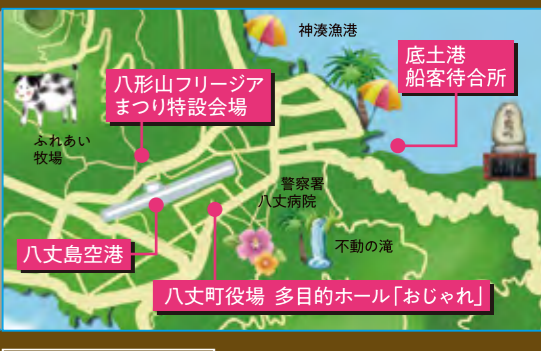 神湊漁港
底土港
船客待合所
八形山フリージア
まつり特設会場
ふれあい
牧場
警察署
八丈病院
不動の滝
八丈島空港
八丈町役場 多目的ホール「おじゃれ」